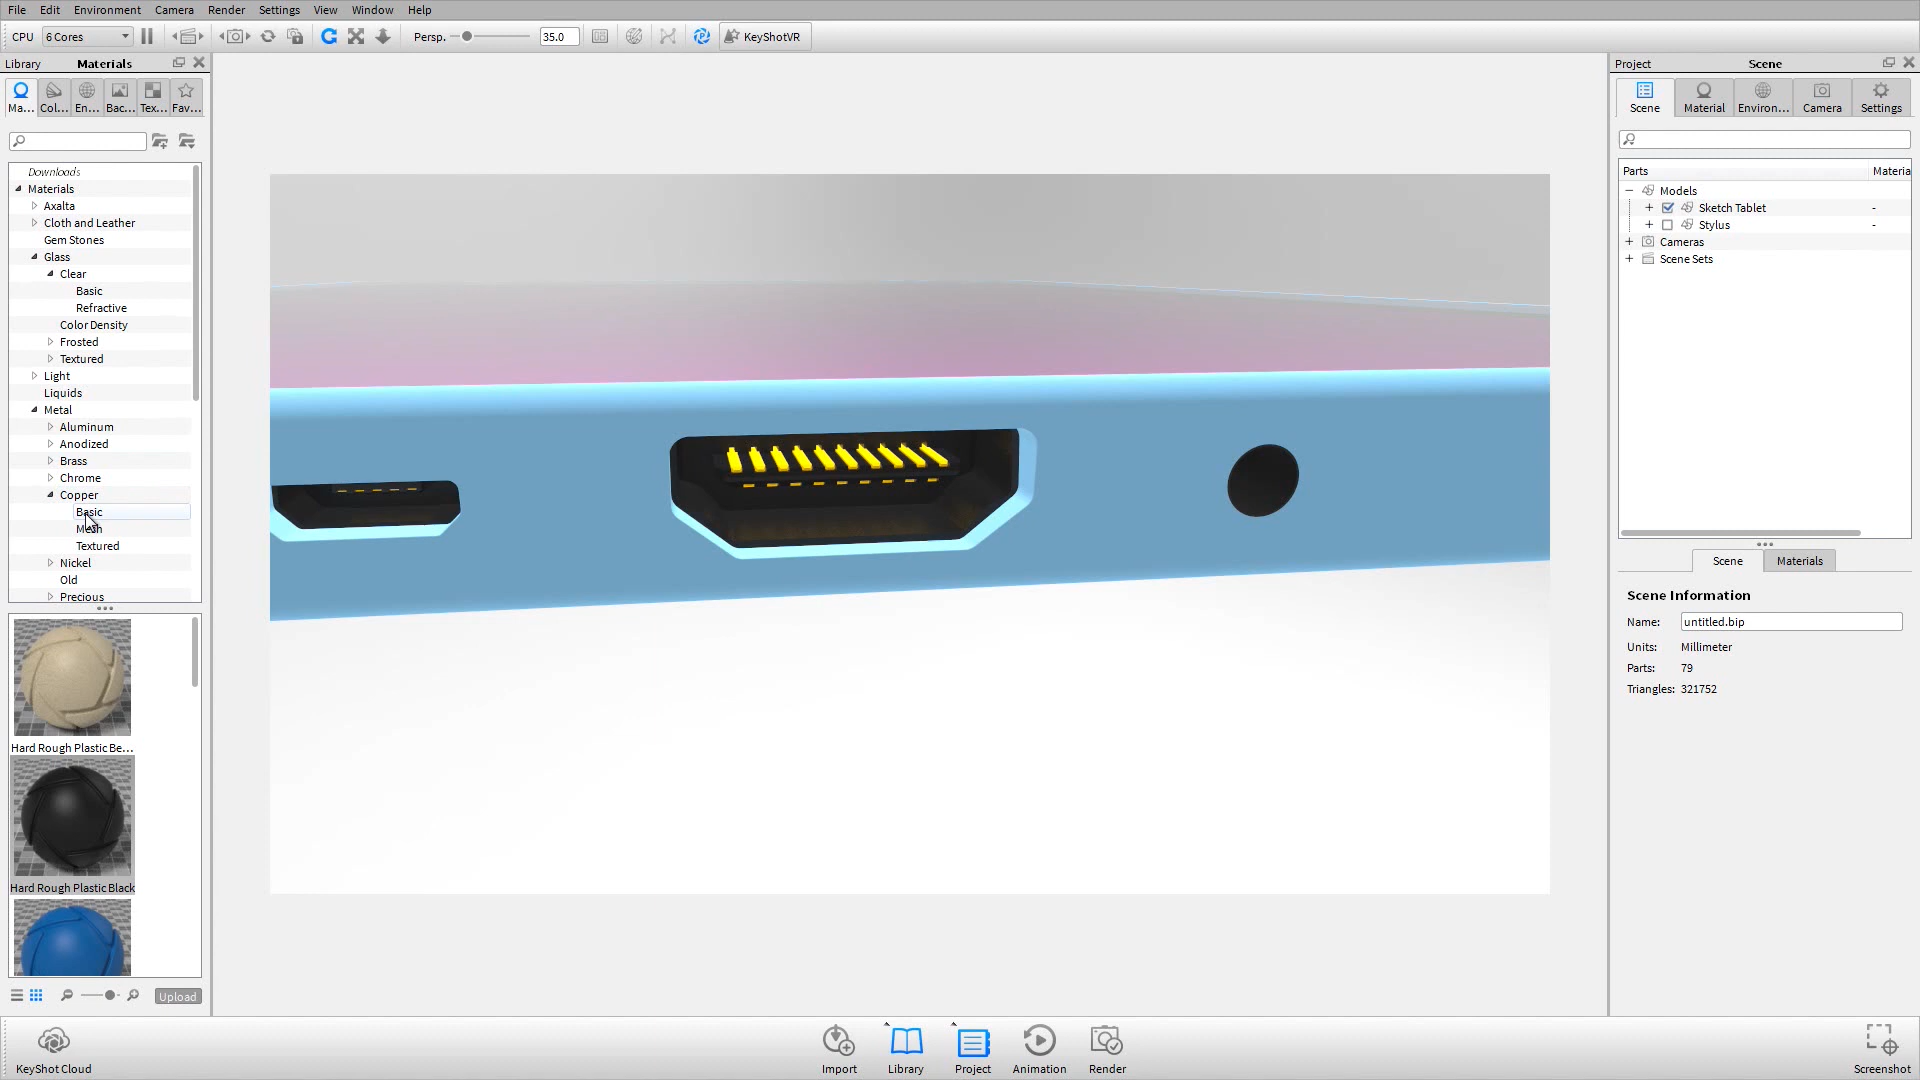 File Edit Environment Camera Render Settings View Window Help
CPU 6 Cores Persp. 35.0 KeyShotVR
Library Materials
Ma... Col... En... Bac... Tex... Fav...
Downloads
Materials
Axalta
Cloth and Leather
Gem Stones
Glass
Clear
Basic
Refractive
Color Density
Frosted
Textured
Light
Liquids
Metal
Aluminum
Anodized
Brass
Chrome
Copper
Basic
Mesh
Textured
Nickel
Old
Precious
Hard Rough Plastic Be...
Hard Rough Plastic Black
Upload
Project Scene
Scene Material Environ... Camera Settings
Parts Materia
Models
Sketch Tablet -
Stylus -
Cameras
Scene Sets
Scene Materials
Scene Information
Name: untitled.bip
Units: Millimeter
Parts: 79
Triangles: 321752
KeyShot Cloud Import Library Project Animation Render Screenshot